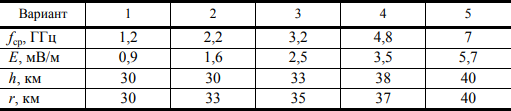 Вариант 1 2 3 4 5
fср, ГГц 1,2 2,2 3,2 4,8 7
E, мВ/м 0,9 1,6 2,5 3,5 5,7
h, км 30 30 33 38 40
r, км 30 33 35 37 40